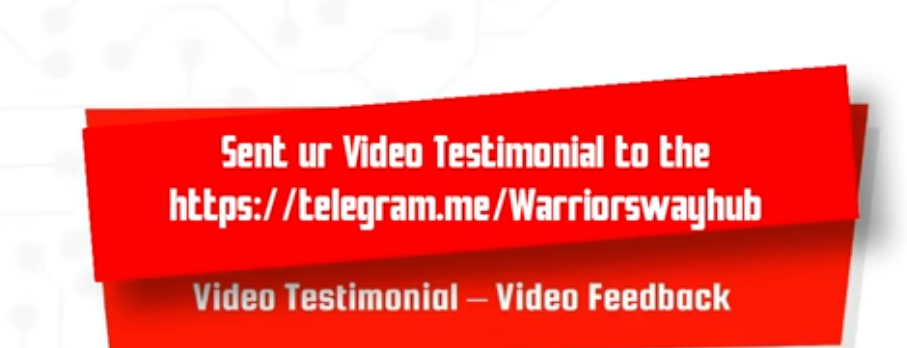 Sent ur Video Testimonial to the
https://telegram.me/Warriorswayhub
Video Testimonial – Video Feedback